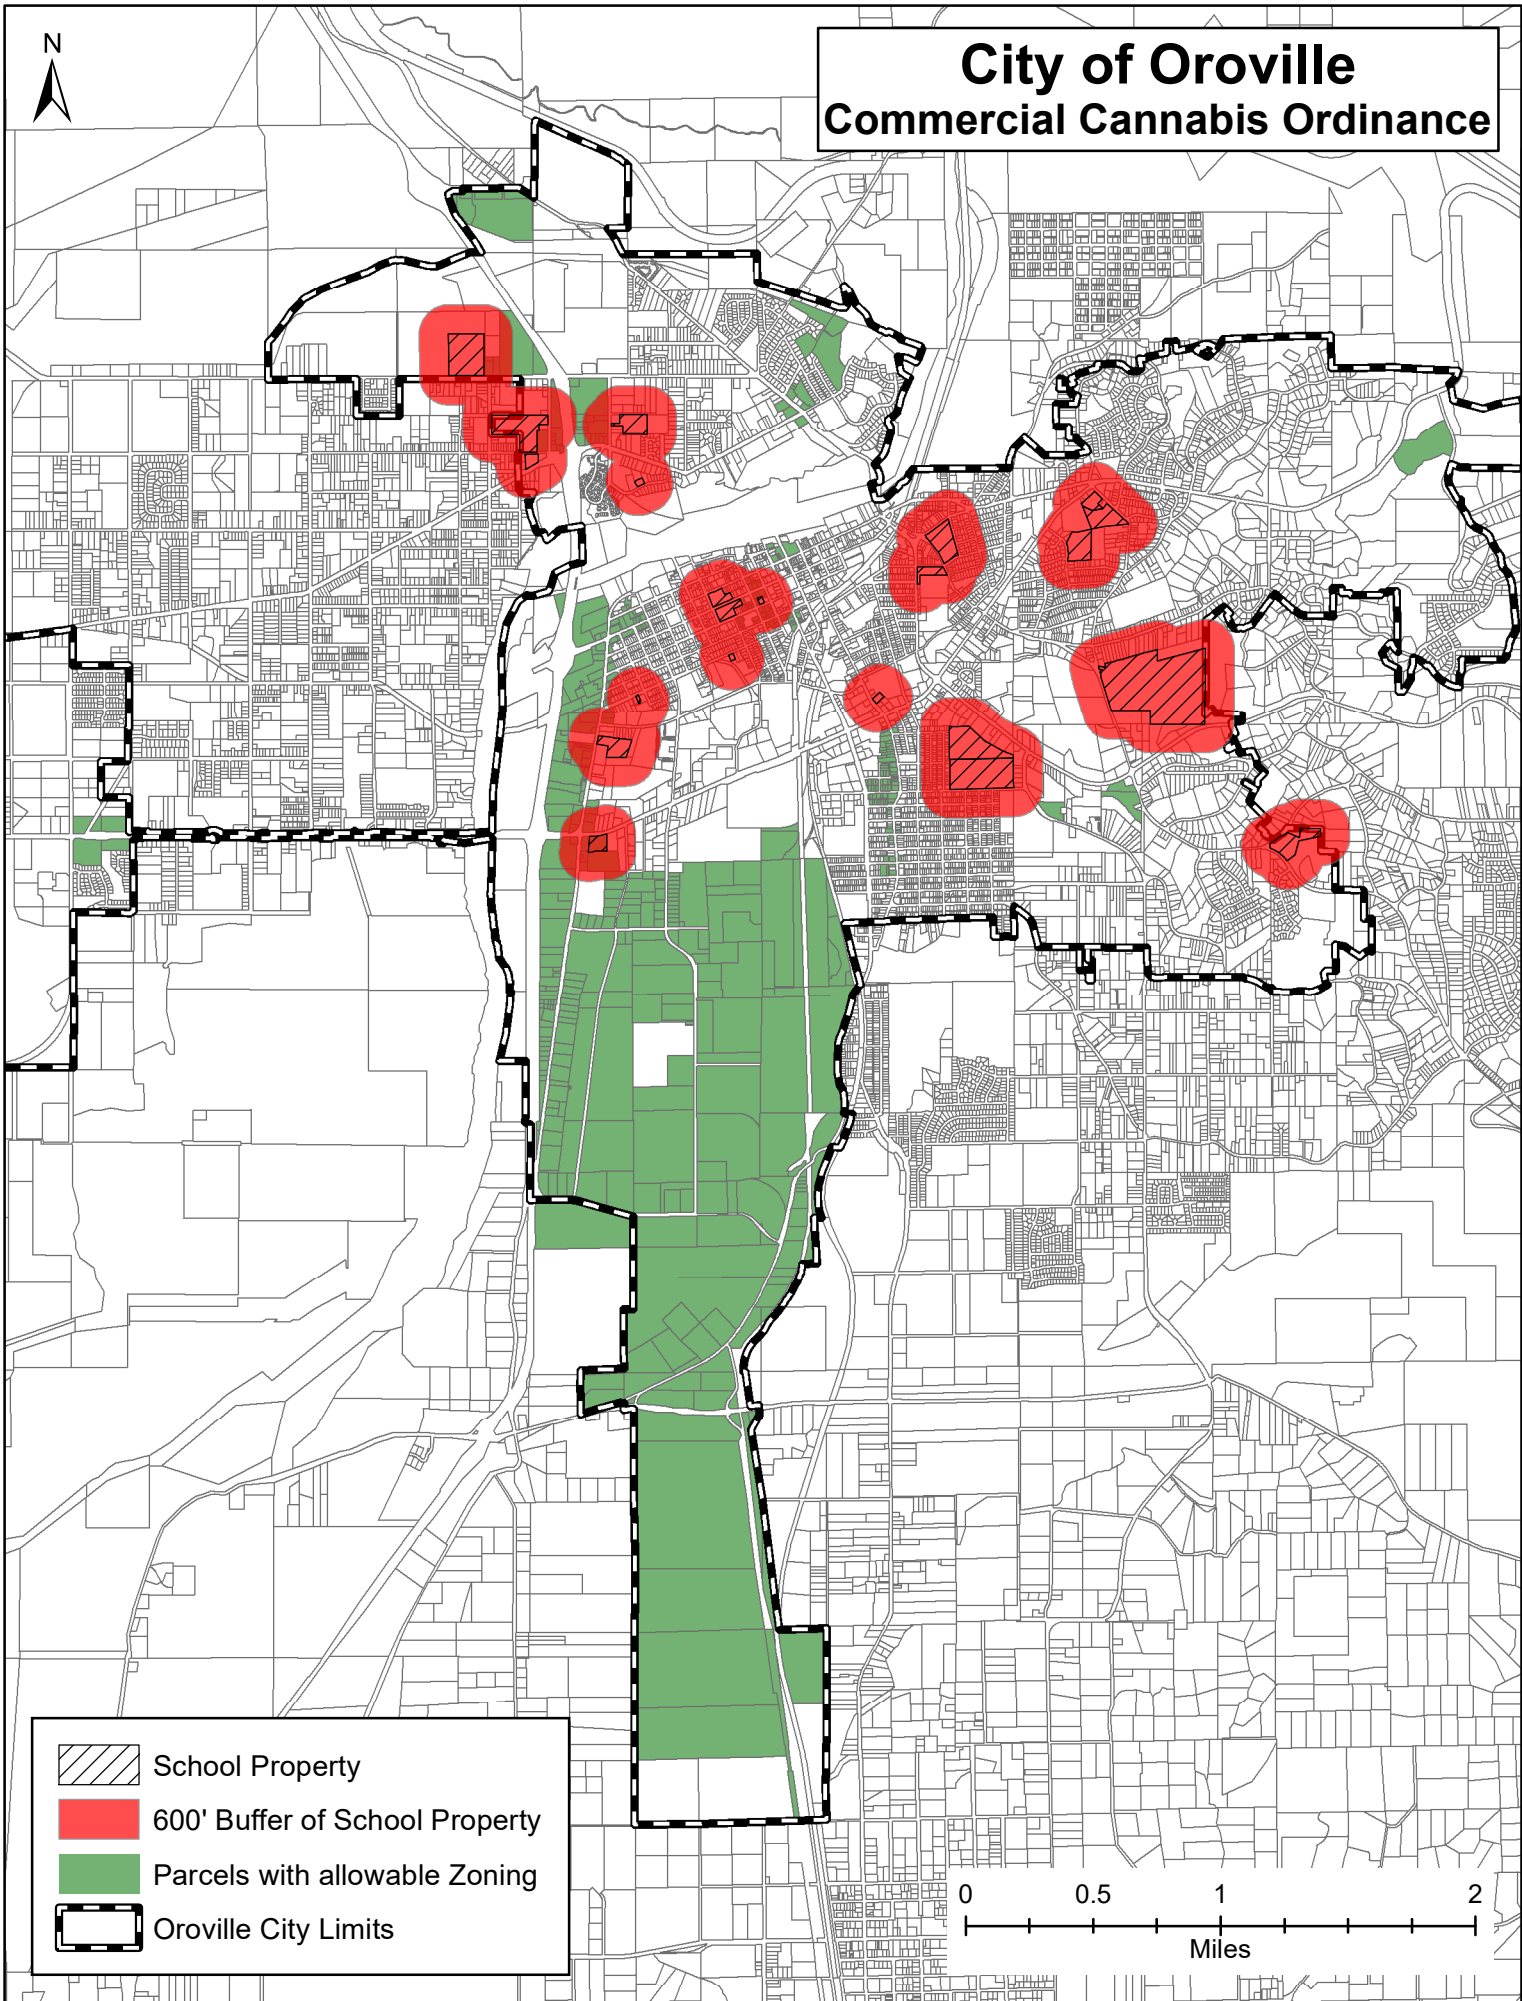 N
City of Oroville
Commercial Cannabis Ordinance
School Property
600' Buffer of School Property
Parcels with allowable Zoning
Oroville City Limits
0 0.5 1 2
Miles